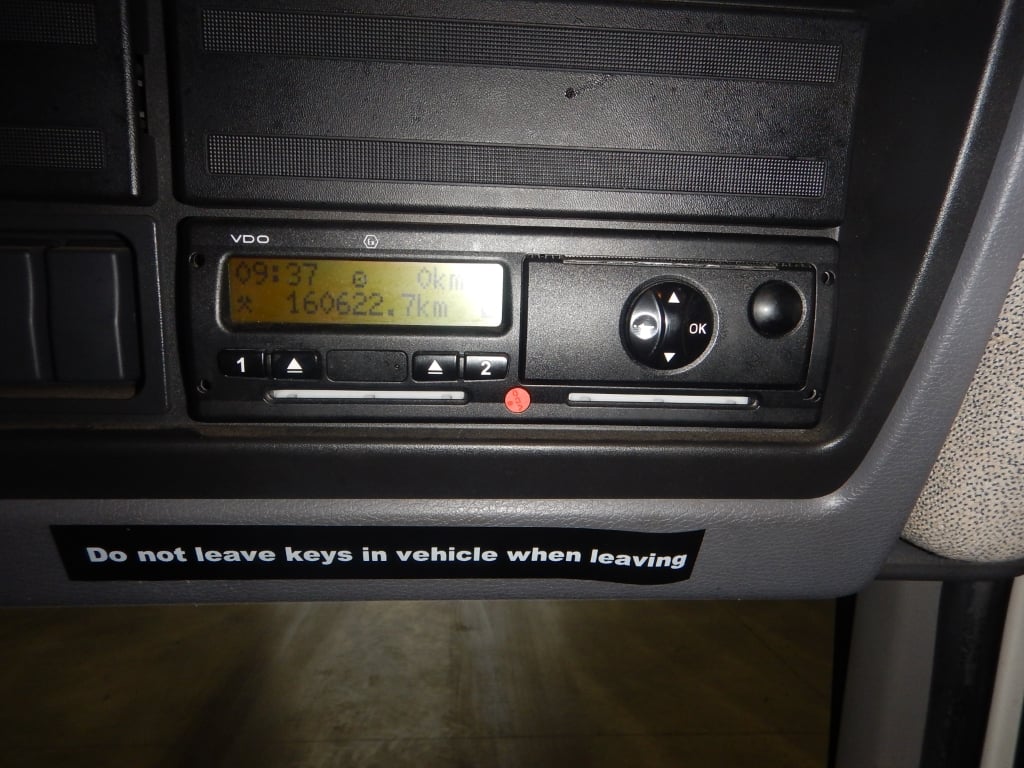 VDO
09:37 0km
160622.7km
1
2
OK
Do not leave keys in vehicle when leaving